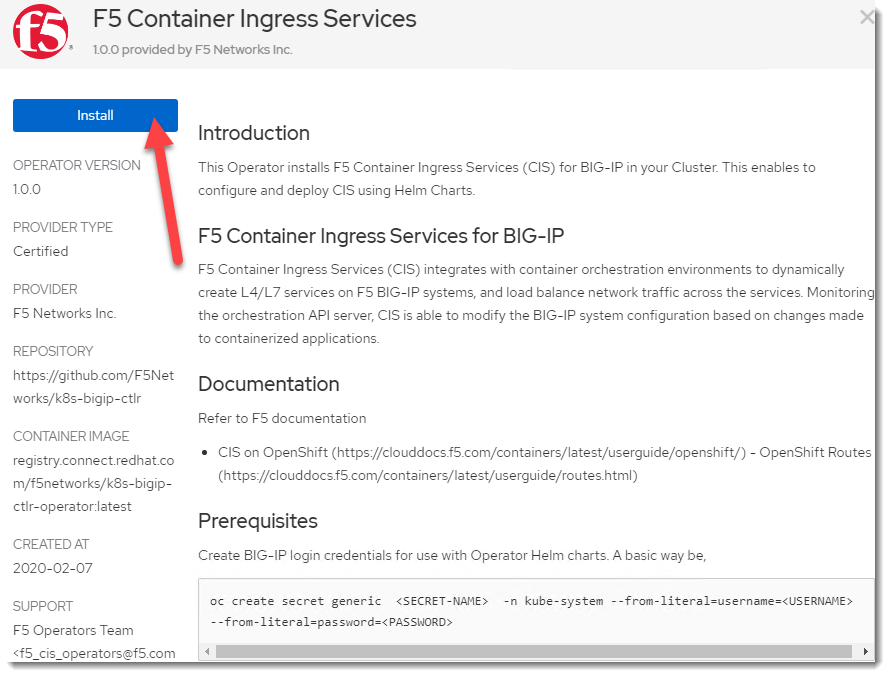 f5
F5 Container Ingress Services
1.0.0 provided by F5 Networks Inc.
Install
OPERATOR VERSION
1.0.0
PROVIDER TYPE
Certified
PROVIDER
F5 Networks Inc.
REPOSITORY
https://github.com/F5Net
works/k8s-bigip-ctlr
CONTAINER IMAGE
registry.connect.redhat.co
m/f5networks/k8s-bigip-
ctlr-operator:latest
CREATED AT
2020-02-07
SUPPORT
F5 Operators Team
<f5_cis_operators@f5.com
Introduction
This Operator installs F5 Container Ingress Services (CIS) for BIG-IP in your Cluster. This enables to
configure and deploy CIS using Helm Charts.
F5 Container Ingress Services for BIG-IP
F5 Container Ingress Services (CIS) integrates with container orchestration environments to dynamically
create L4/L7 services on F5 BIG-IP systems, and load balance network traffic across the services. Monitoring
the orchestration API server, CIS is able to modify the BIG-IP system configuration based on changes made
to containerized applications.
Documentation
Refer to F5 documentation
• CIS on OpenShift (https://clouddocs.f5.com/containers/latest/userguide/openshift/) - OpenShift Routes
(https://clouddocs.f5.com/containers/latest/userguide/routes.html)
Prerequisites
Create BIG-IP login credentials for use with Operator Helm charts. A basic way be,
oc create secret generic  <SECRET-NAME>  -n kube-system --from-literal=username=<USERNAME>
--from-literal=password=<PASSWORD>